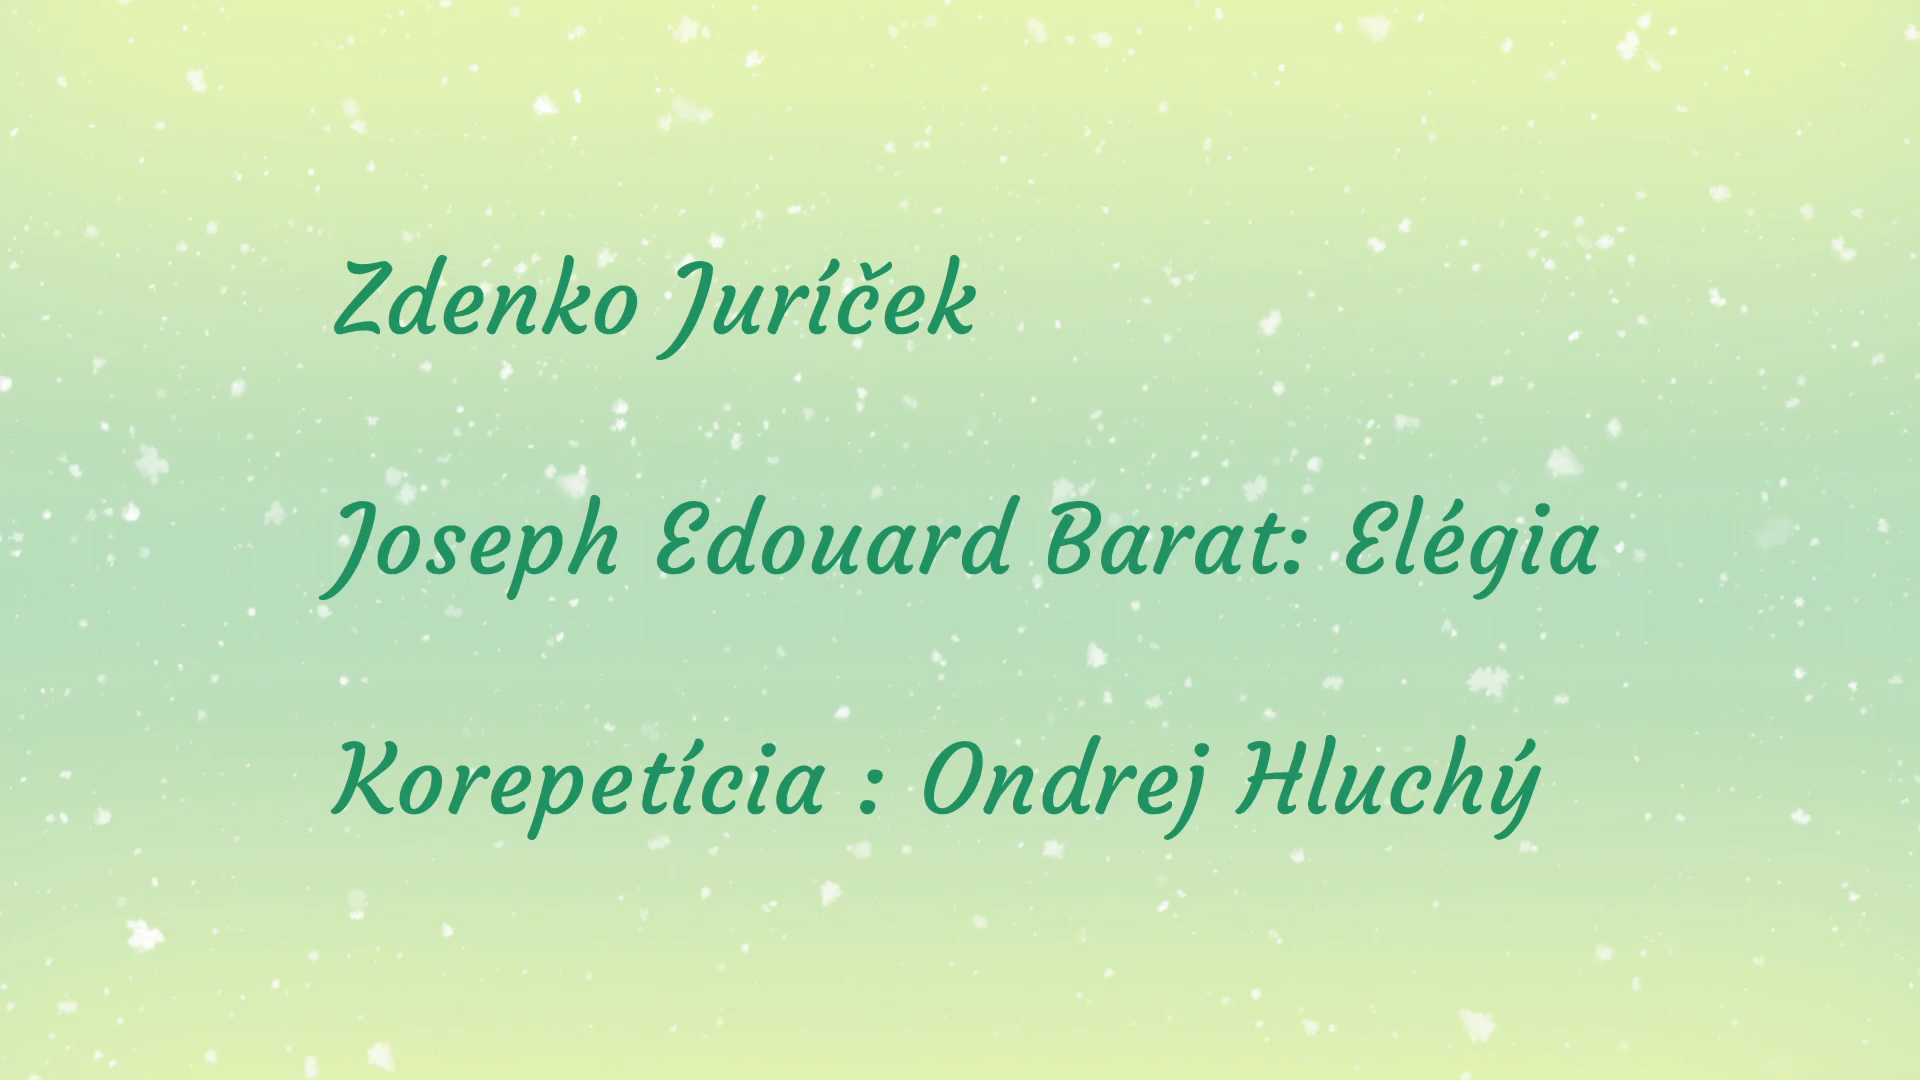 Zdenko Juríček
Joseph Edouard Barat: Elégia
Korepetícia : Ondrej Hluchý